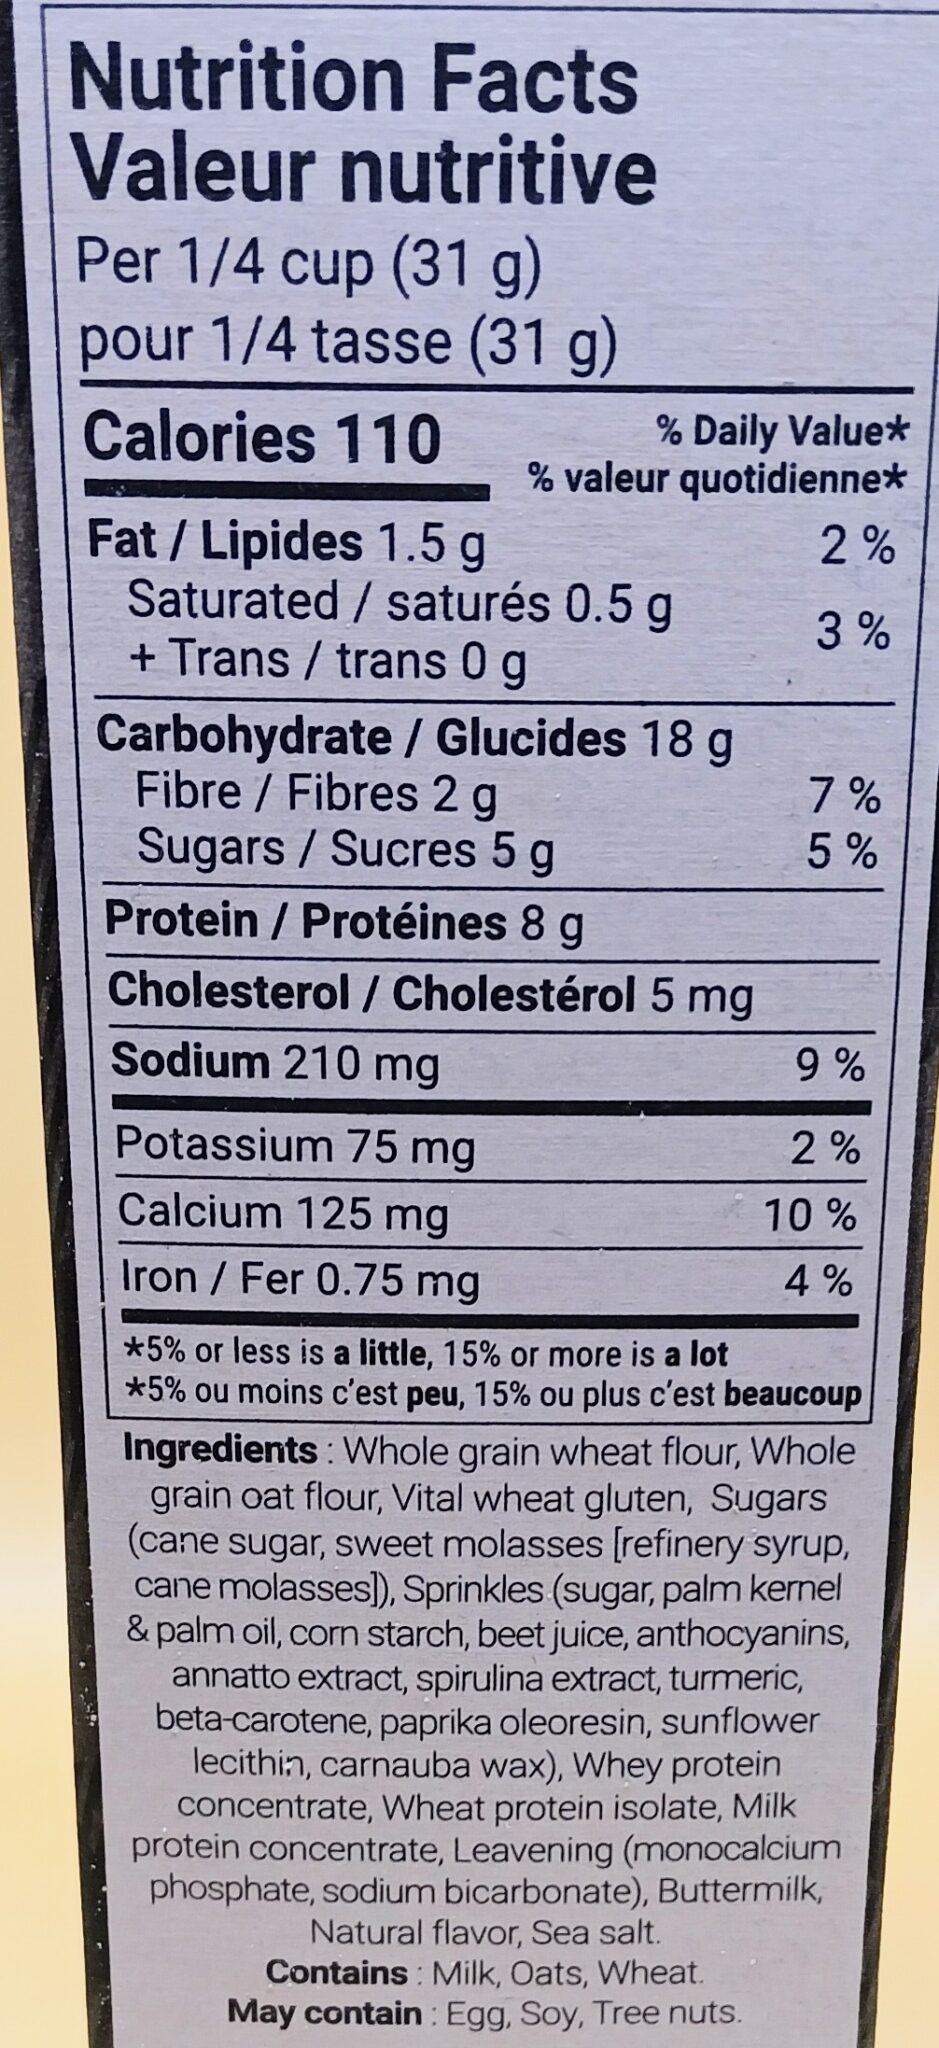 Nutrition Facts
Valeur nutritive
Per 1/4 cup (31 g)
pour 1/4 tasse (31 g)
Calories 110
% Daily Value*
% valeur quotidienne*
Fat / Lipides 1.5 g 2 %
Saturated / saturés 0.5 g
+ Trans / trans 0 g 3 %
Carbohydrate / Glucides 18 g
Fibre / Fibres 2 g 7 %
Sugars / Sucres 5 g 5 %
Protein / Protéines 8 g
Cholesterol / Cholestérol 5 mg
Sodium 210 mg 9 %
Potassium 75 mg 2 %
Calcium 125 mg 10 %
Iron / Fer 0.75 mg 4 %
*5% or less is a little, 15% or more is a lot
*5% ou moins c'est peu, 15% ou plus c'est beaucoup
Ingredients : Whole grain wheat flour, Whole
grain oat flour, Vital wheat gluten, Sugars
(cane sugar, sweet molasses [refinery syrup,
cane molasses]), Sprinkles (sugar, palm kernel
& palm oil, corn starch, beet juice, anthocyanins,
annatto extract, spirulina extract, turmeric,
beta-carotene, paprika oleoresin, sunflower
lecithin, carnauba wax), Whey protein
concentrate, Wheat protein isolate, Milk
protein concentrate, Leavening (monocalcium
phosphate, sodium bicarbonate), Buttermilk,
Natural flavor, Sea salt.
Contains : Milk, Oats, Wheat.
May contain : Egg, Soy, Tree nuts.